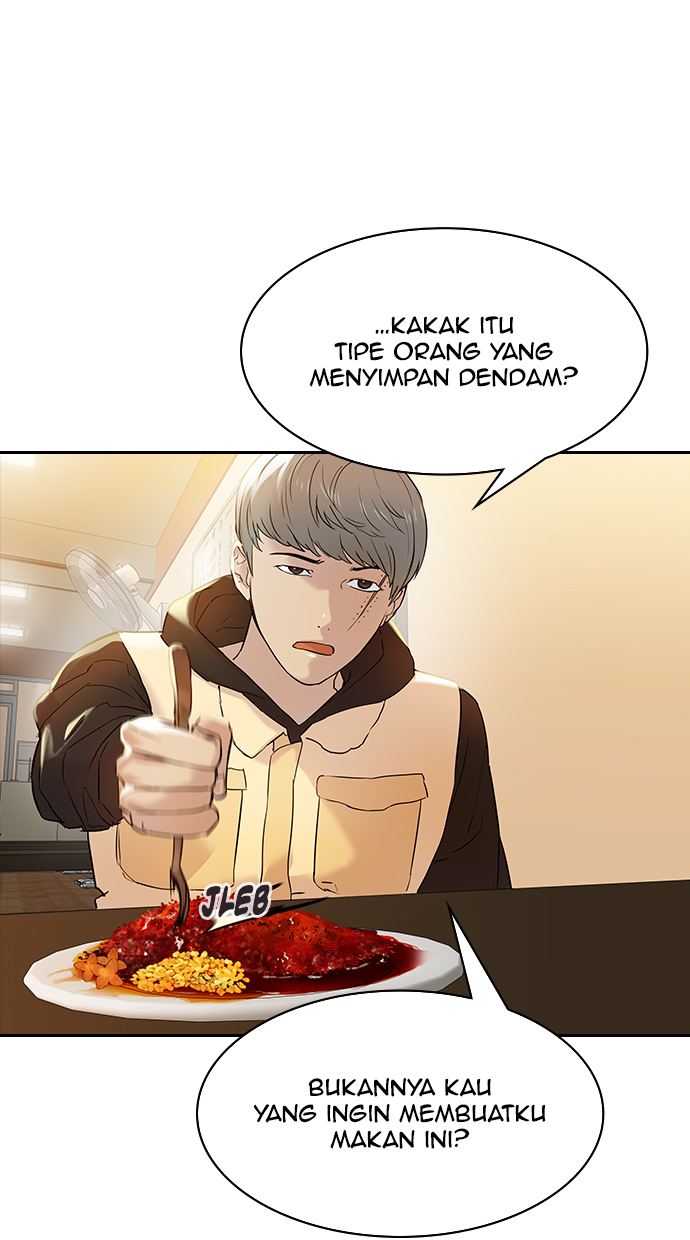 ...KAKAK ITU
TIPE ORANG YANG
MENYIMPAN DENDAM?
JLEB
BUKANNYA KAU
YANG INGIN MEMBUATKU
MAKAN INI?